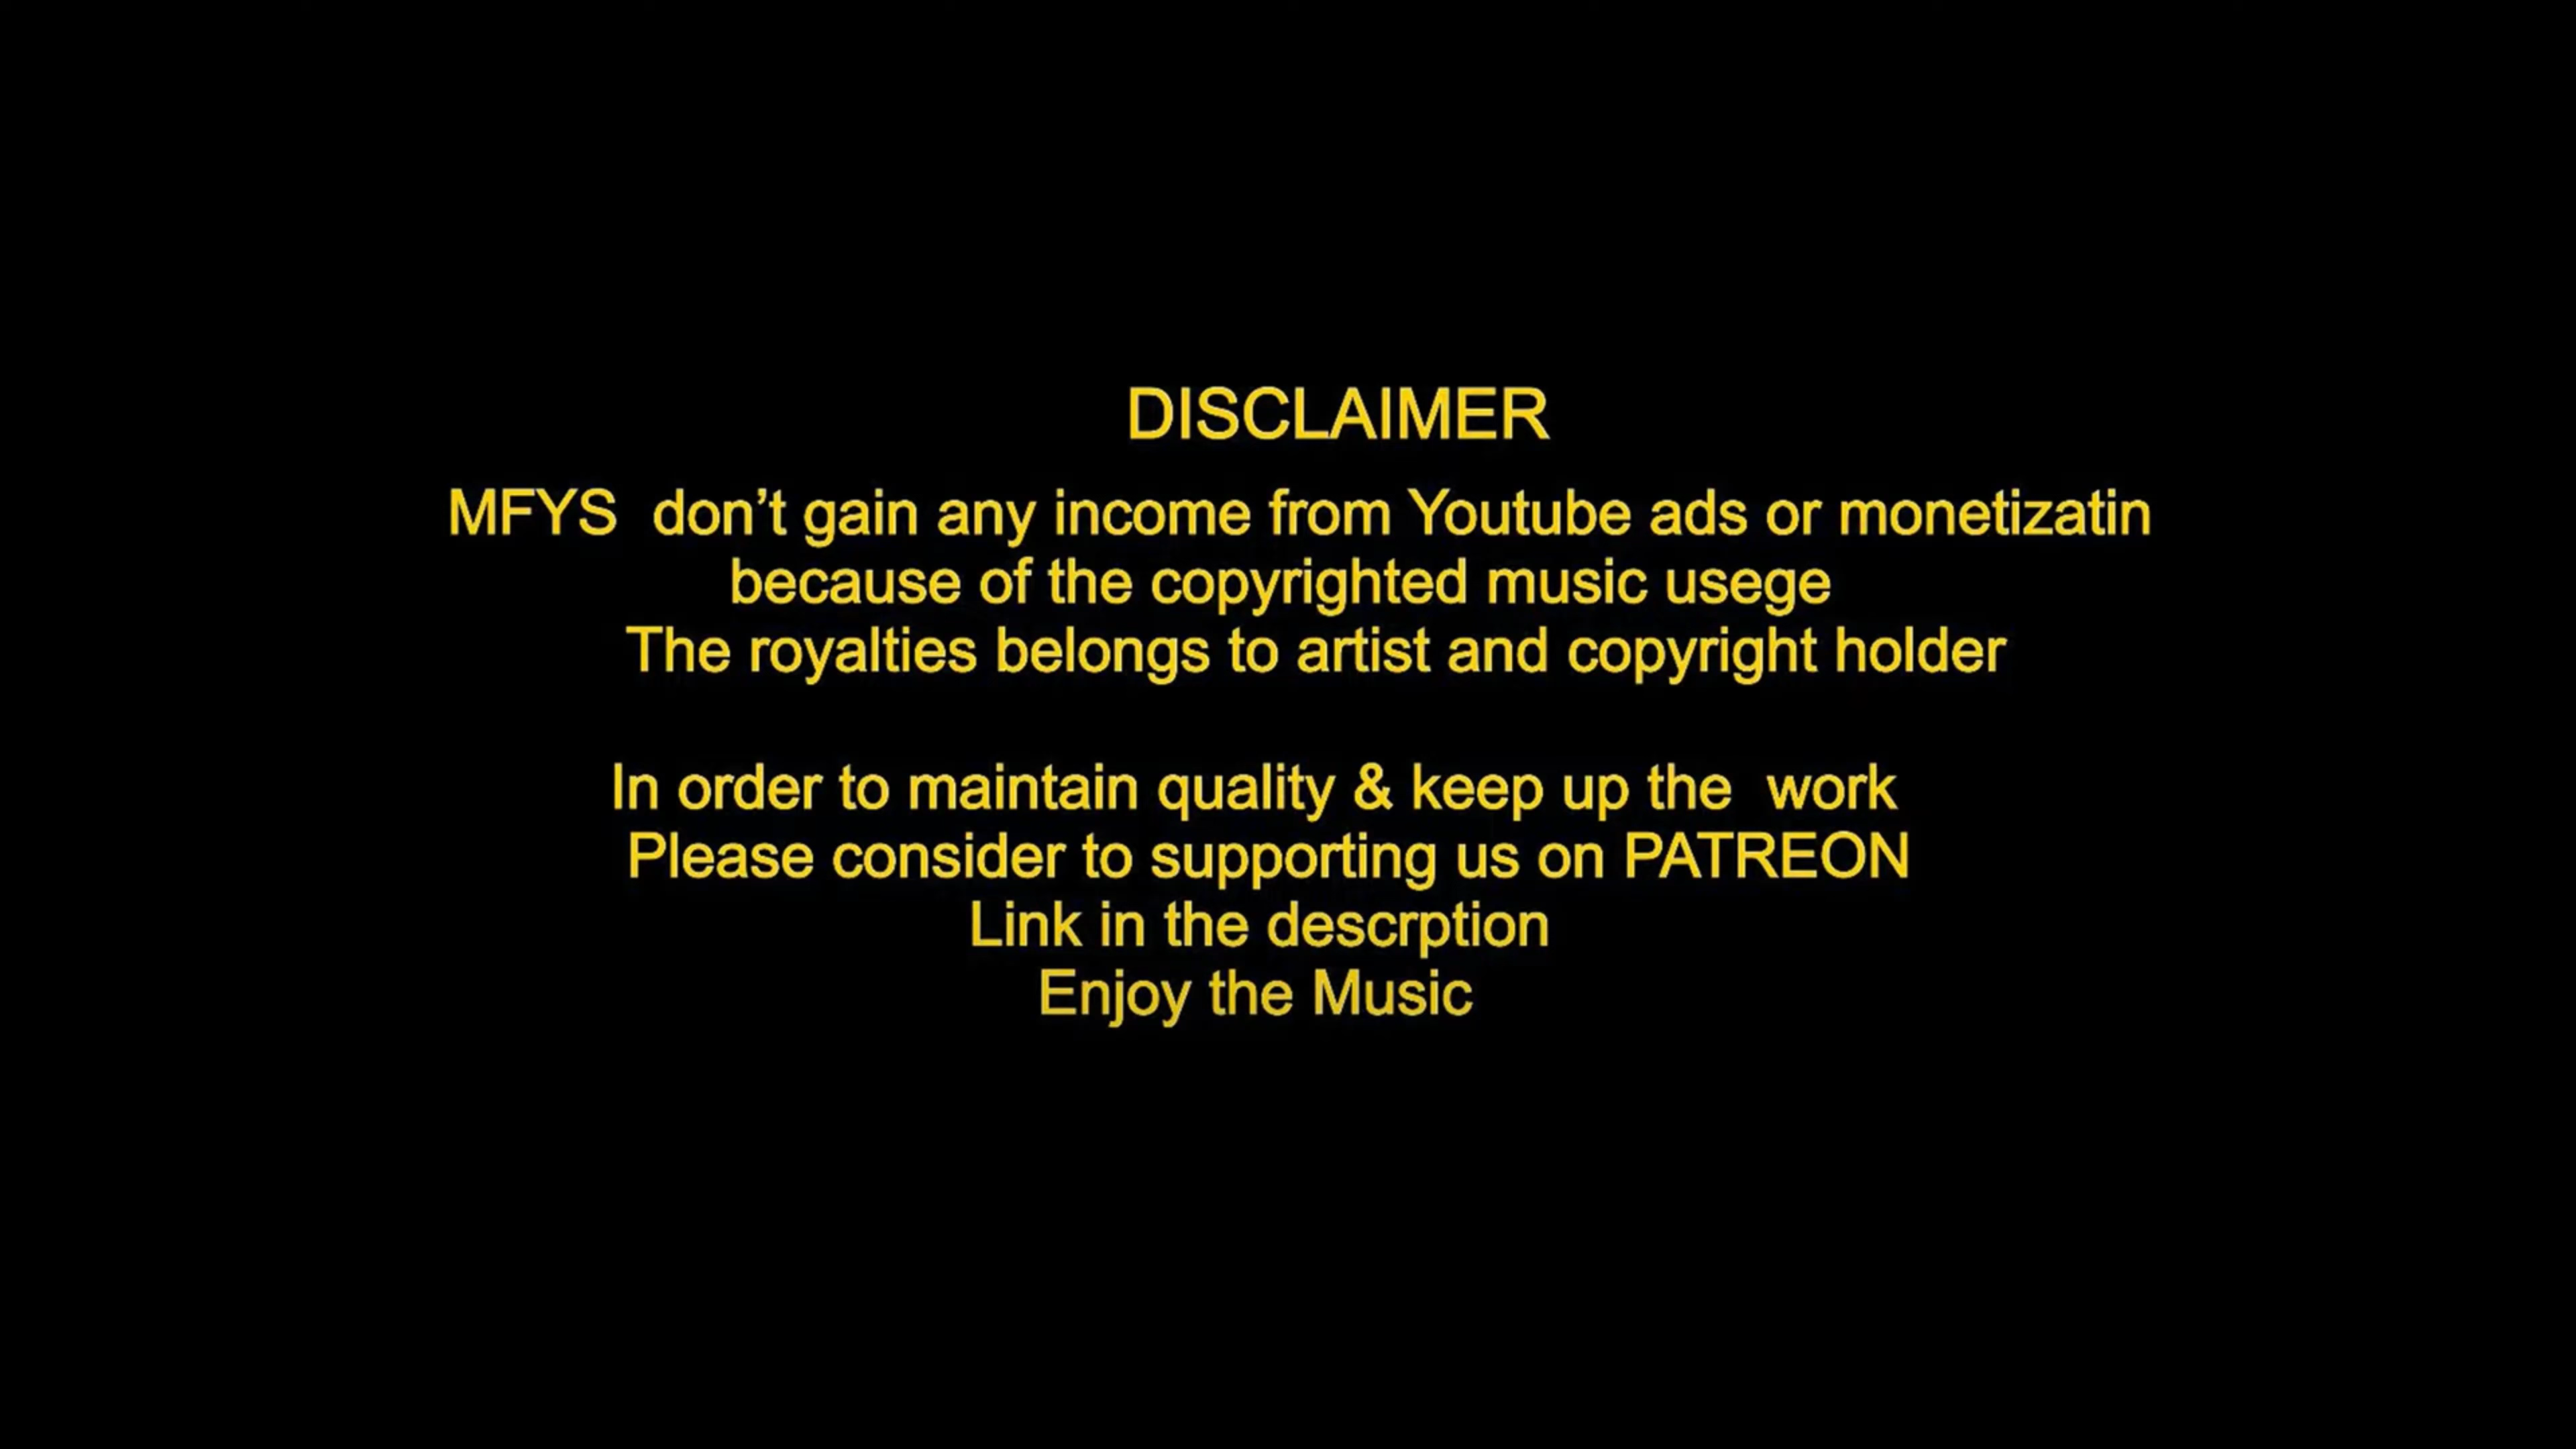 DISCLAIMER
MFYS  don’t gain any income from Youtube ads or monetizatin
because of the copyrighted music usege
The royalties belongs to artist and copyright holder
In order to maintain quality & keep up the  work
Please consider to supporting us on PATREON
Link in the descrption
Enjoy the Music